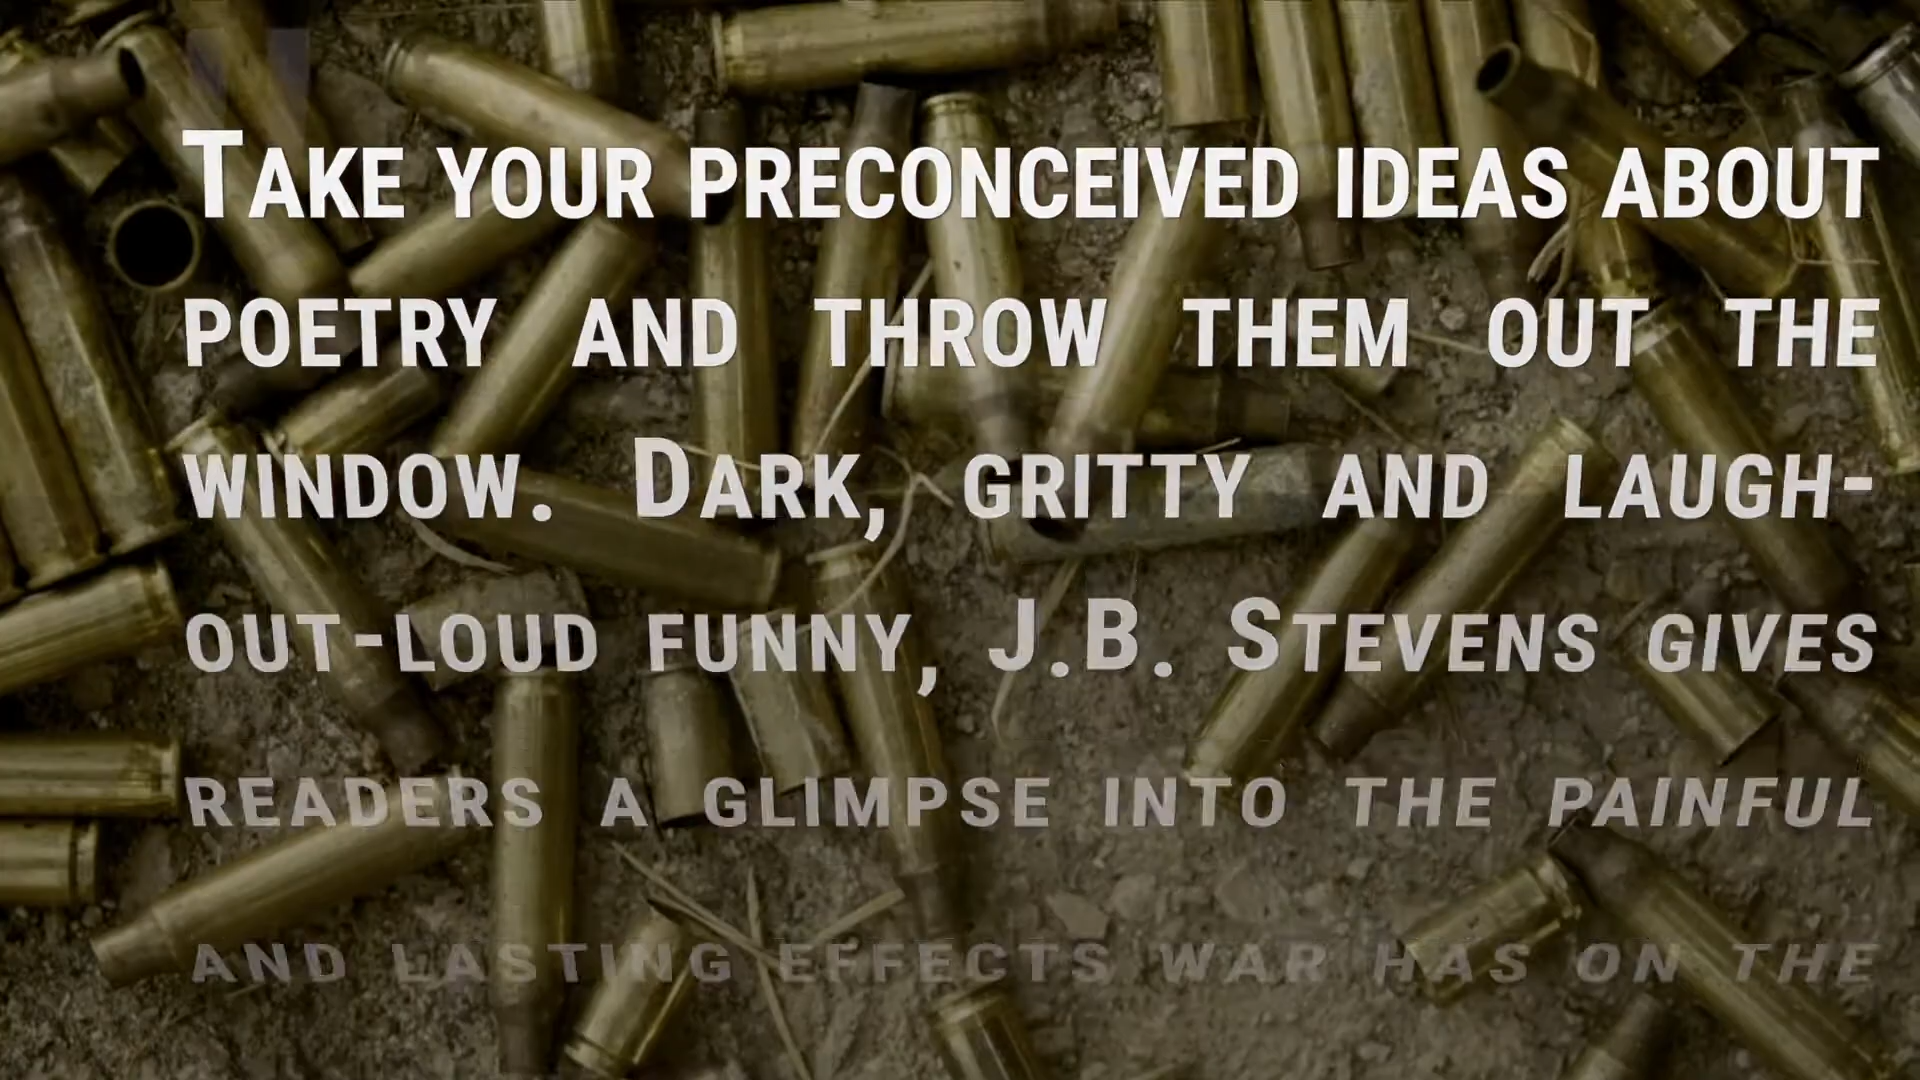 Take your preconceived ideas about
poetry and throw them out the
window. Dark, gritty and laugh-
out-loud funny, J.B. Stevens gives
readers a glimpse into the painful
and lasting effects war has on the